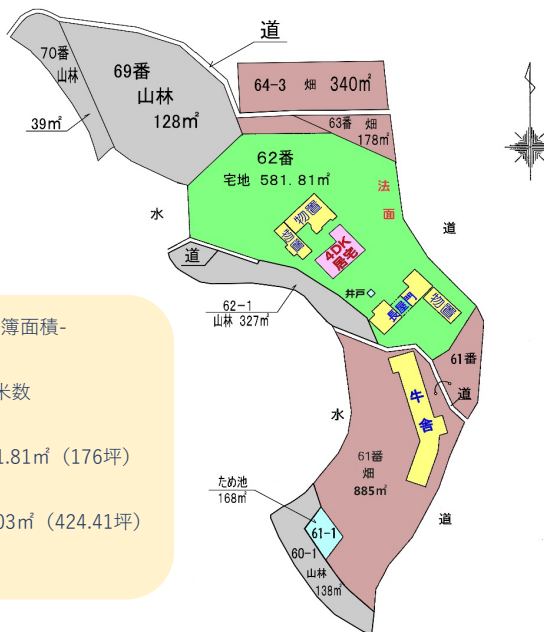 道
70番
山林
69番
山林
128㎡
39㎡
64-3 畑 340㎡
63番 畑
178㎡
62番
宅地 581.81㎡
法
面
水
道
物置
物置
4DK
居宅
井戸
長屋門
物置
道
62-1
山林 327㎡
61番
道
水
牛
舎
61番
畑
885㎡
ため池
168㎡
61-1
60-1
山林
138㎡
道
簿面積-
米数
1.81㎡（176坪）
03㎡（424.41坪）